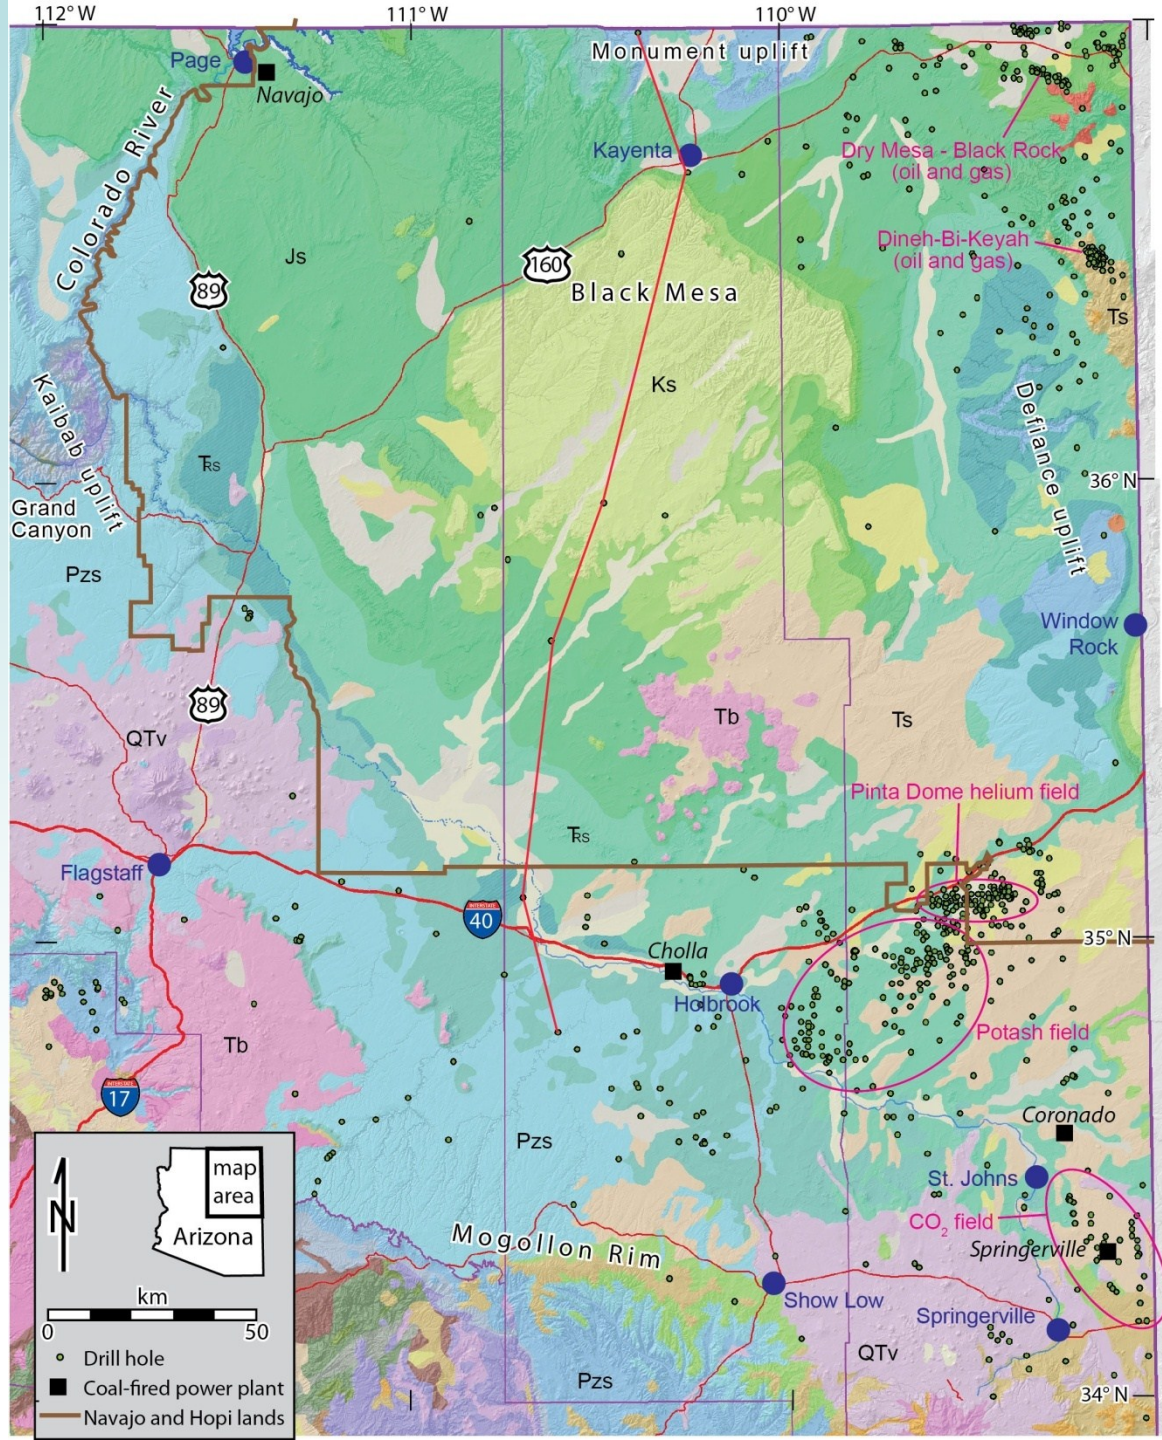 112°W
111°W
110°W
Monument uplift
Page
Navajo
Colorado River
Kayenta
Dry Mesa - Black Rock
(oil and gas)
Dineh-Bi-Keyah
(oil and gas)
Js
160
89
Black Mesa
Ts
Ks
Kaibab uplift
Defiance uplift
TRS
36° N
Grand
Canyon
Pzs
Window
Rock
89
Tb
Ts
QTv
Pinta Dome helium field
TRS
Flagstaff
INTERSTATE
40
35° N
Cholla
Holbrook
Potash field
Tb
INTERSTATE
17
Coronado
Pzs
St. Johns
CO2 field
Springerville
Mogollon Rim
Show Low
Springerville
QTv
Pzs
34° N
N
map
area
Arizona
km
0
50
Drill hole
Coal-fired power plant
Navajo and Hopi lands